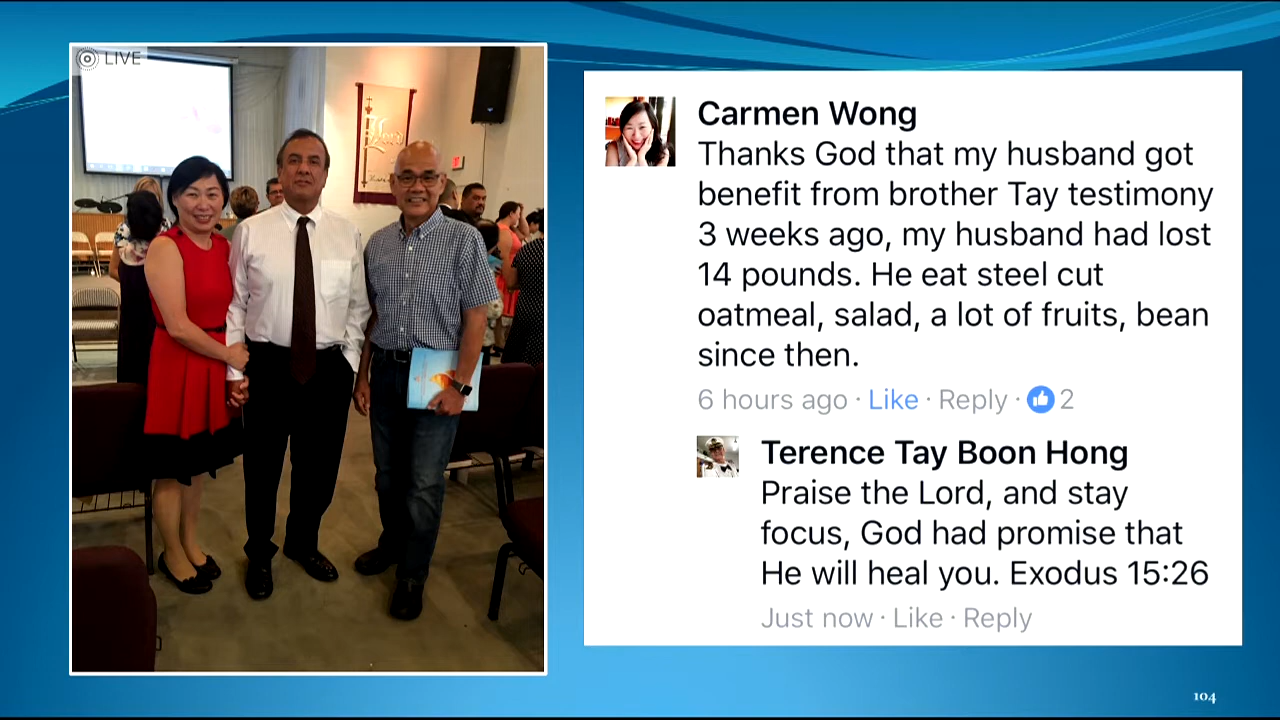 LIVE
Lord
Carmen Wong
Thanks God that my husband got
benefit from brother Tay testimony
3 weeks ago, my husband had lost
14 pounds. He eat steel cut
oatmeal, salad, a lot of fruits, bean
since then.
6 hours ago · Like · Reply · 2
Terence Tay Boon Hong
Praise the Lord, and stay
focus, God had promise that
He will heal you. Exodus 15:26
Just now · Like · Reply
104